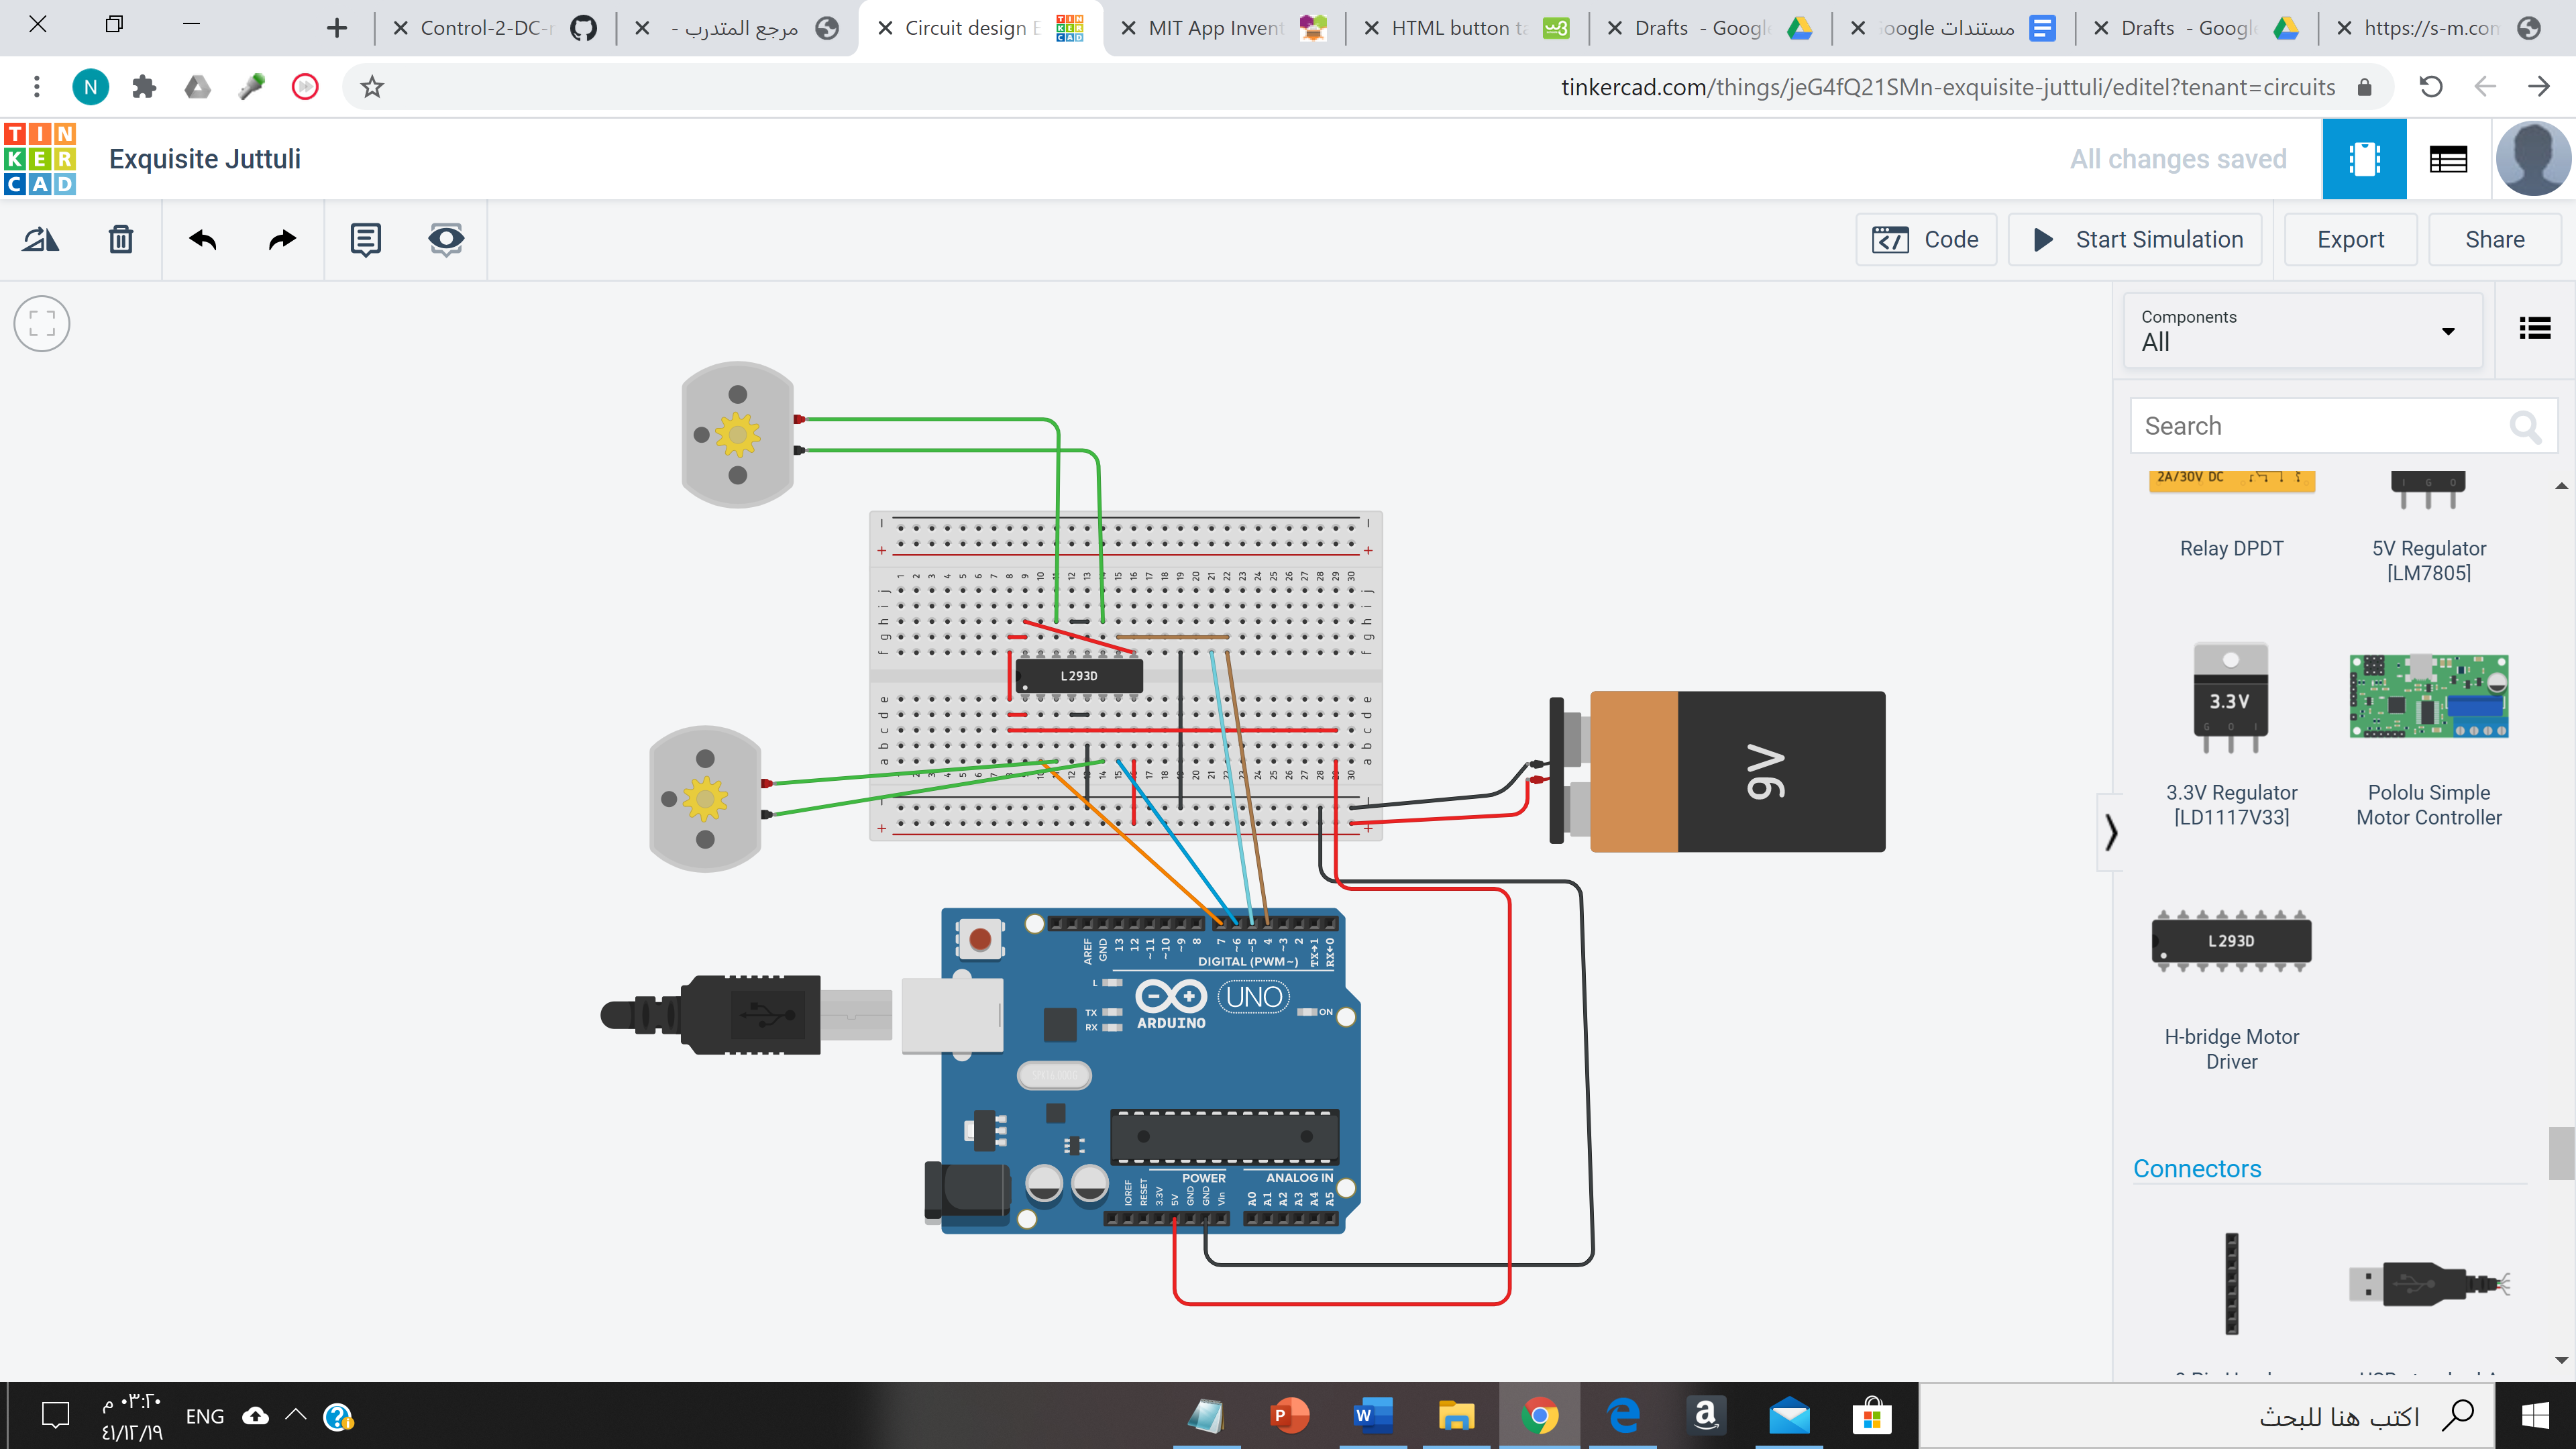 Control-2-DC-r
مرجع المتدرب -
Circuit design E
MIT App Invent
HTML button ta
Drafts - Googl
مستندات Google
Drafts - Googl
https://s-m.com
N
tinkercad.com/things/jeG4fQ21SMn-exquisite-juttuli/editel?tenant=circuits
TIN
KER
CAD
Exquisite Juttuli
All changes saved
Code
Start Simulation
Export
Share
Components
All
Search
2A/30V DC
I G O
Relay DPDT
5V Regulator
[LM7805]
3.3V
G O I
3.3V Regulator
[LD1117V33]
Pololu Simple
Motor Controller
L293D
H-bridge Motor
Driver
Connectors
L293D
9V
AREF GND 13 12 ~11 ~10 ~9 8 7 ~6 ~5 4 ~3 2 TX→1 RX←0
DIGITAL (PWM~)
L
TX
RX
ARDUINO
UNO
ON
POWER
ANALOG IN
IOREF RESET 3.3V 5V GND GND Vin A0 A1 A2 A3 A4 A5
٠٣:٢٠ م
٤١/١٢/١٩
ENG
اكتب هنا للبحث